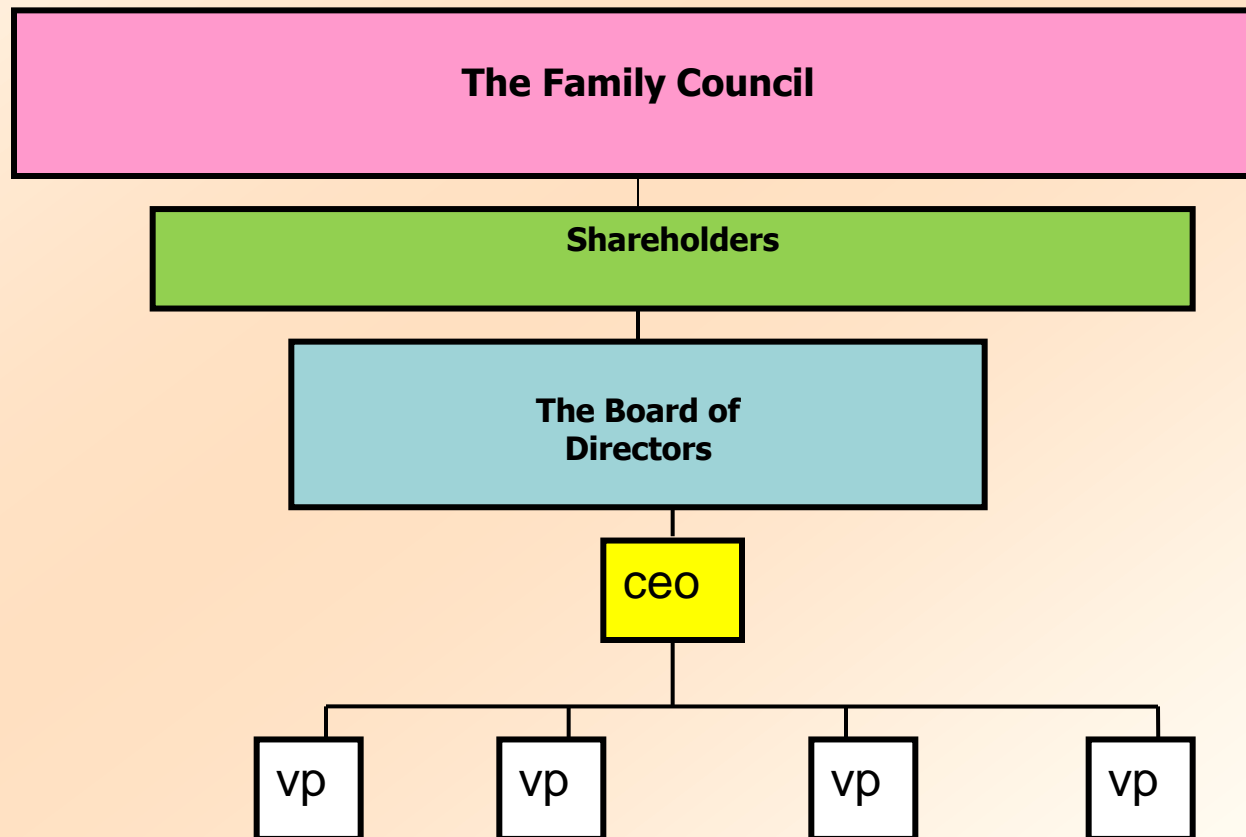 The Family Council
Shareholders
The Board of
Directors
ceo
vp
vp
vp
vp